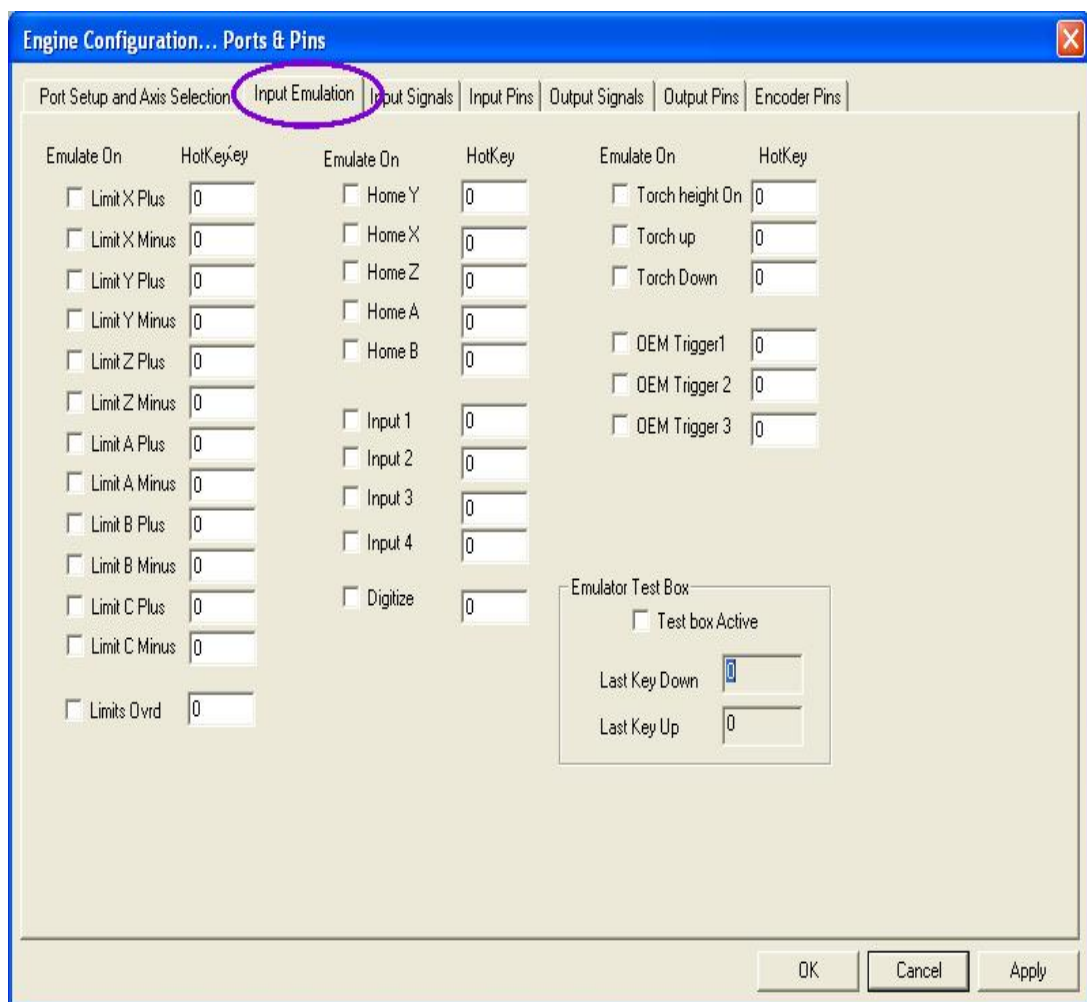 Engine Configuration... Ports & Pins
Port Setup and Axis Selection Input Emulation Input Signals Input Pins Output Signals Output Pins Encoder Pins
Emulate On HotKey
Limit X Plus 0
Limit X Minus 0
Limit Y Plus 0
Limit Y Minus 0
Limit Z Plus 0
Limit Z Minus 0
Limit A Plus 0
Limit A Minus 0
Limit B Plus 0
Limit B Minus 0
Limit C Plus 0
Limit C Minus 0
Limits Ovrd 0
Emulate On HotKey
Home Y 0
Home X 0
Home Z 0
Home A 0
Home B 0
Input 1 0
Input 2 0
Input 3 0
Input 4 0
Digitize 0
Emulate On HotKey
Torch height On 0
Torch up 0
Torch Down 0
OEM Trigger1 0
OEM Trigger 2 0
OEM Trigger 3 0
Emulator Test Box
Test box Active
Last Key Down 0
Last Key Up 0
OK Cancel Apply